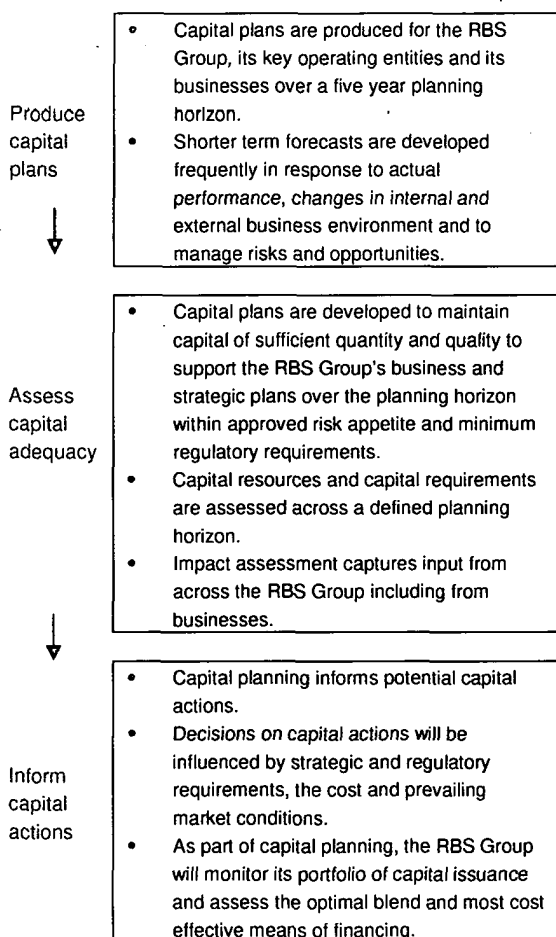 Produce
capital
plans
• Capital plans are produced for the RBS
Group, its key operating entities and its
businesses over a five year planning
horizon.
• Shorter term forecasts are developed
frequently in response to actual
performance, changes in internal and
external business environment and to
manage risks and opportunities.
Assess
capital
adequacy
• Capital plans are developed to maintain
capital of sufficient quantity and quality to
support the RBS Group's business and
strategic plans over the planning horizon
within approved risk appetite and minimum
regulatory requirements.
• Capital resources and capital requirements
are assessed across a defined planning
horizon.
• Impact assessment captures input from
across the RBS Group including from
businesses.
Inform
capital
actions
• Capital planning informs potential capital
actions.
• Decisions on capital actions will be
influenced by strategic and regulatory
requirements, the cost and prevailing
market conditions.
• As part of capital planning, the RBS Group
will monitor its portfolio of capital issuance
and assess the optimal blend and most cost
effective means of financing.